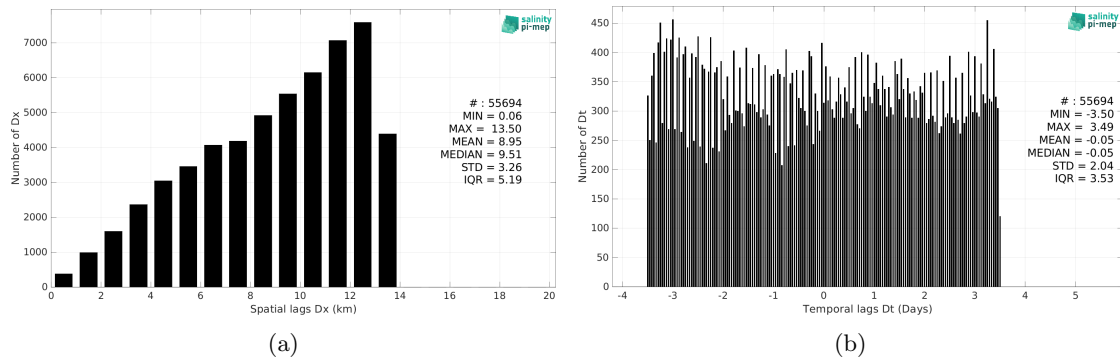 salinity
pi-mep
7000
6000
5000
4000
3000
2000
1000
0
Number of Dx
# : 55694
MIN = 0.06
MAX = 13.50
MEAN = 8.95
MEDIAN = 9.51
STD = 3.26
IQR = 5.19
0 2 4 6 8 10 12 14 16 18 20
Spatial lags Dx (km)
(a)
salinity
pi-mep
450
400
350
300
250
200
150
100
50
0
Number of Dt
# : 55694
MIN = -3.50
MAX = 3.49
MEAN = -0.05
MEDIAN = -0.05
STD = 2.04
IQR = 3.53
-4 -3 -2 -1 0 1 2 3 4 5
Temporal lags Dt (Days)
(b)